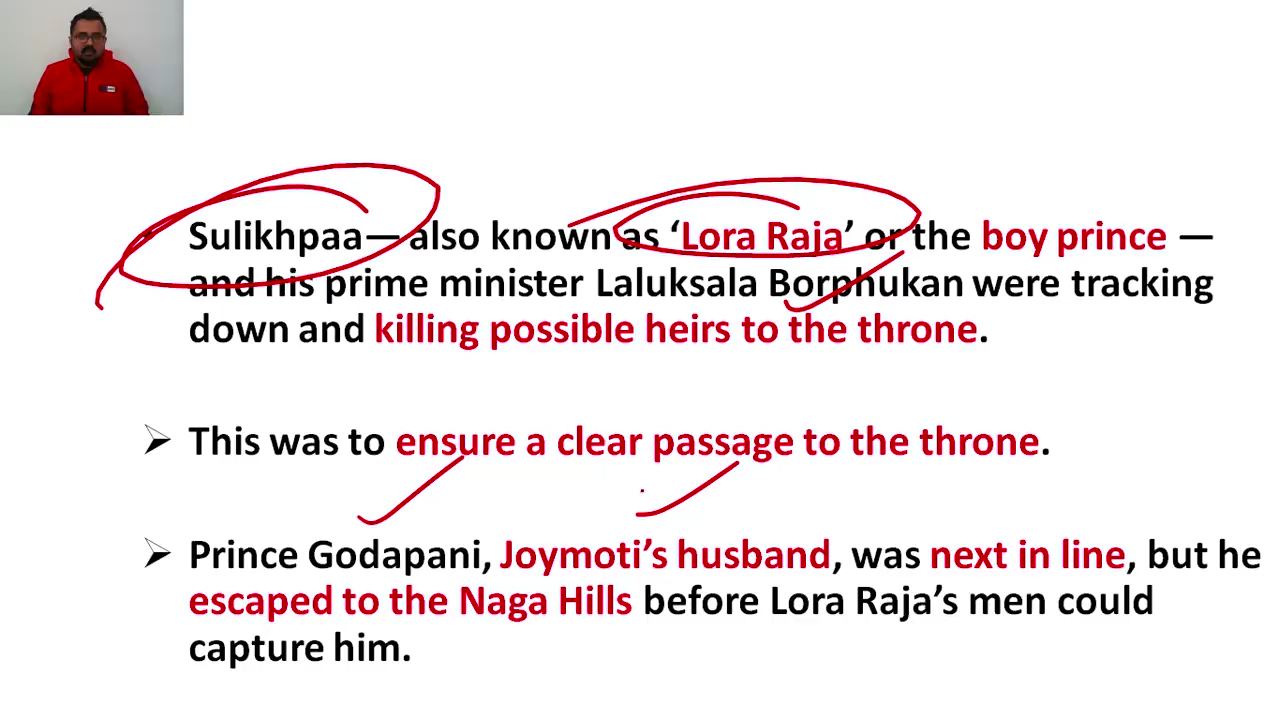 Sulikhpaa— also known as ‘Lora Raja’ or the boy prince —
and his prime minister Laluksala Borphukan were tracking
down and killing possible heirs to the throne.
This was to ensure a clear passage to the throne.
Prince Godapani, Joymoti’s husband, was next in line, but he
escaped to the Naga Hills before Lora Raja’s men could
capture him.